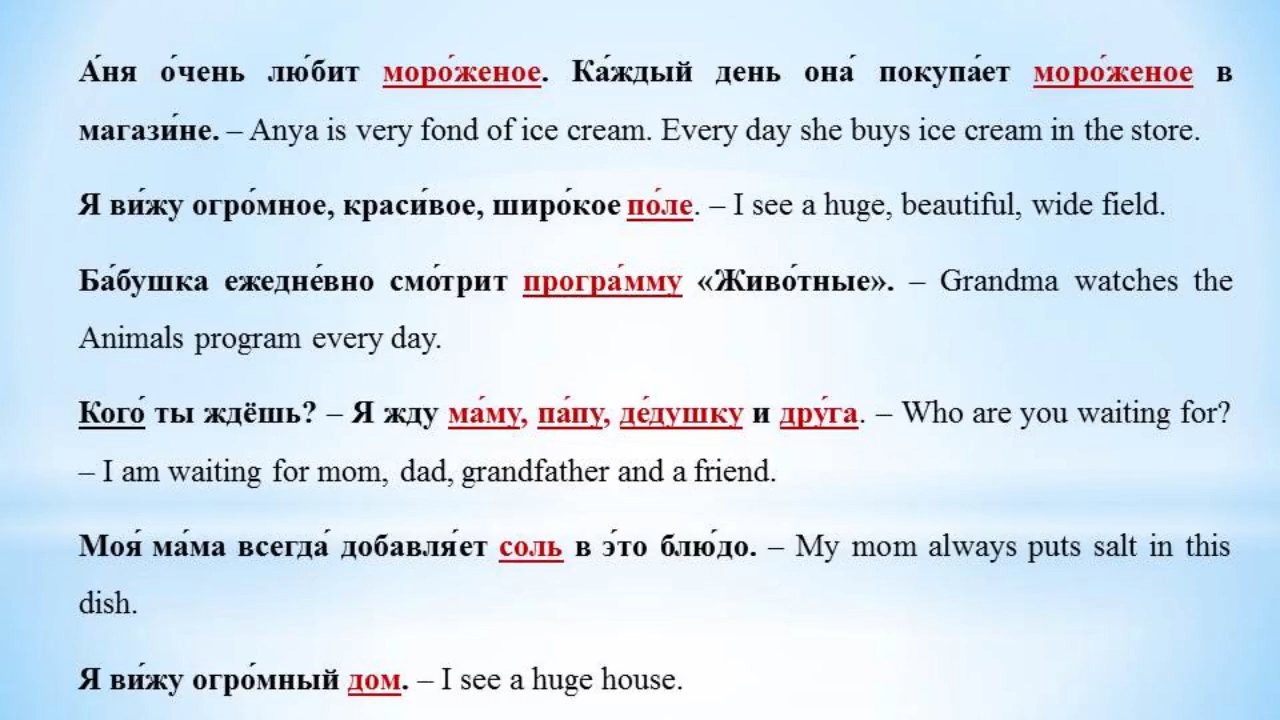 А́ня о́чень лю́бит моро́женое. Ка́ждый день она́ покупа́ет моро́женое в
магази́не. – Anya is very fond of ice cream. Every day she buys ice cream in the store.
Я ви́жу огро́мное, краси́вое, широ́кое по́ле. – I see a huge, beautiful, wide field.
Ба́бушка ежедне́вно смо́трит програ́мму «Живо́тные». – Grandma watches the
Animals program every day.
Кого́ ты ждёшь? – Я жду ма́му, па́пу, де́душку и дру́га. – Who are you waiting for?
– I am waiting for mom, dad, grandfather and a friend.
Моя́ ма́ма всегда́ добавля́ет соль в э́то блю́до. – My mom always puts salt in this
dish.
Я ви́жу огро́мный дом. – I see a huge house.